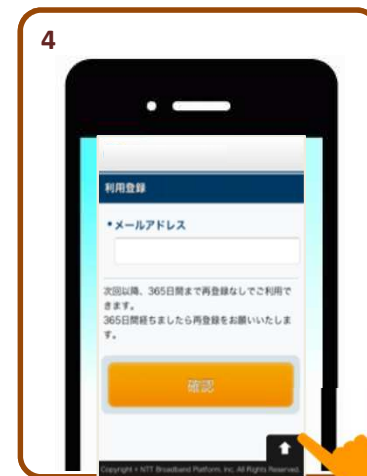 4
利用登録
・メールアドレス
次回以降、365日間まで再登録なしでご利用で
きます。
365日間経ちましたら再登録をお願いいたしま
す。
確認
Copyright © NTT Broadband Platform, Inc. All Rights Reserved.